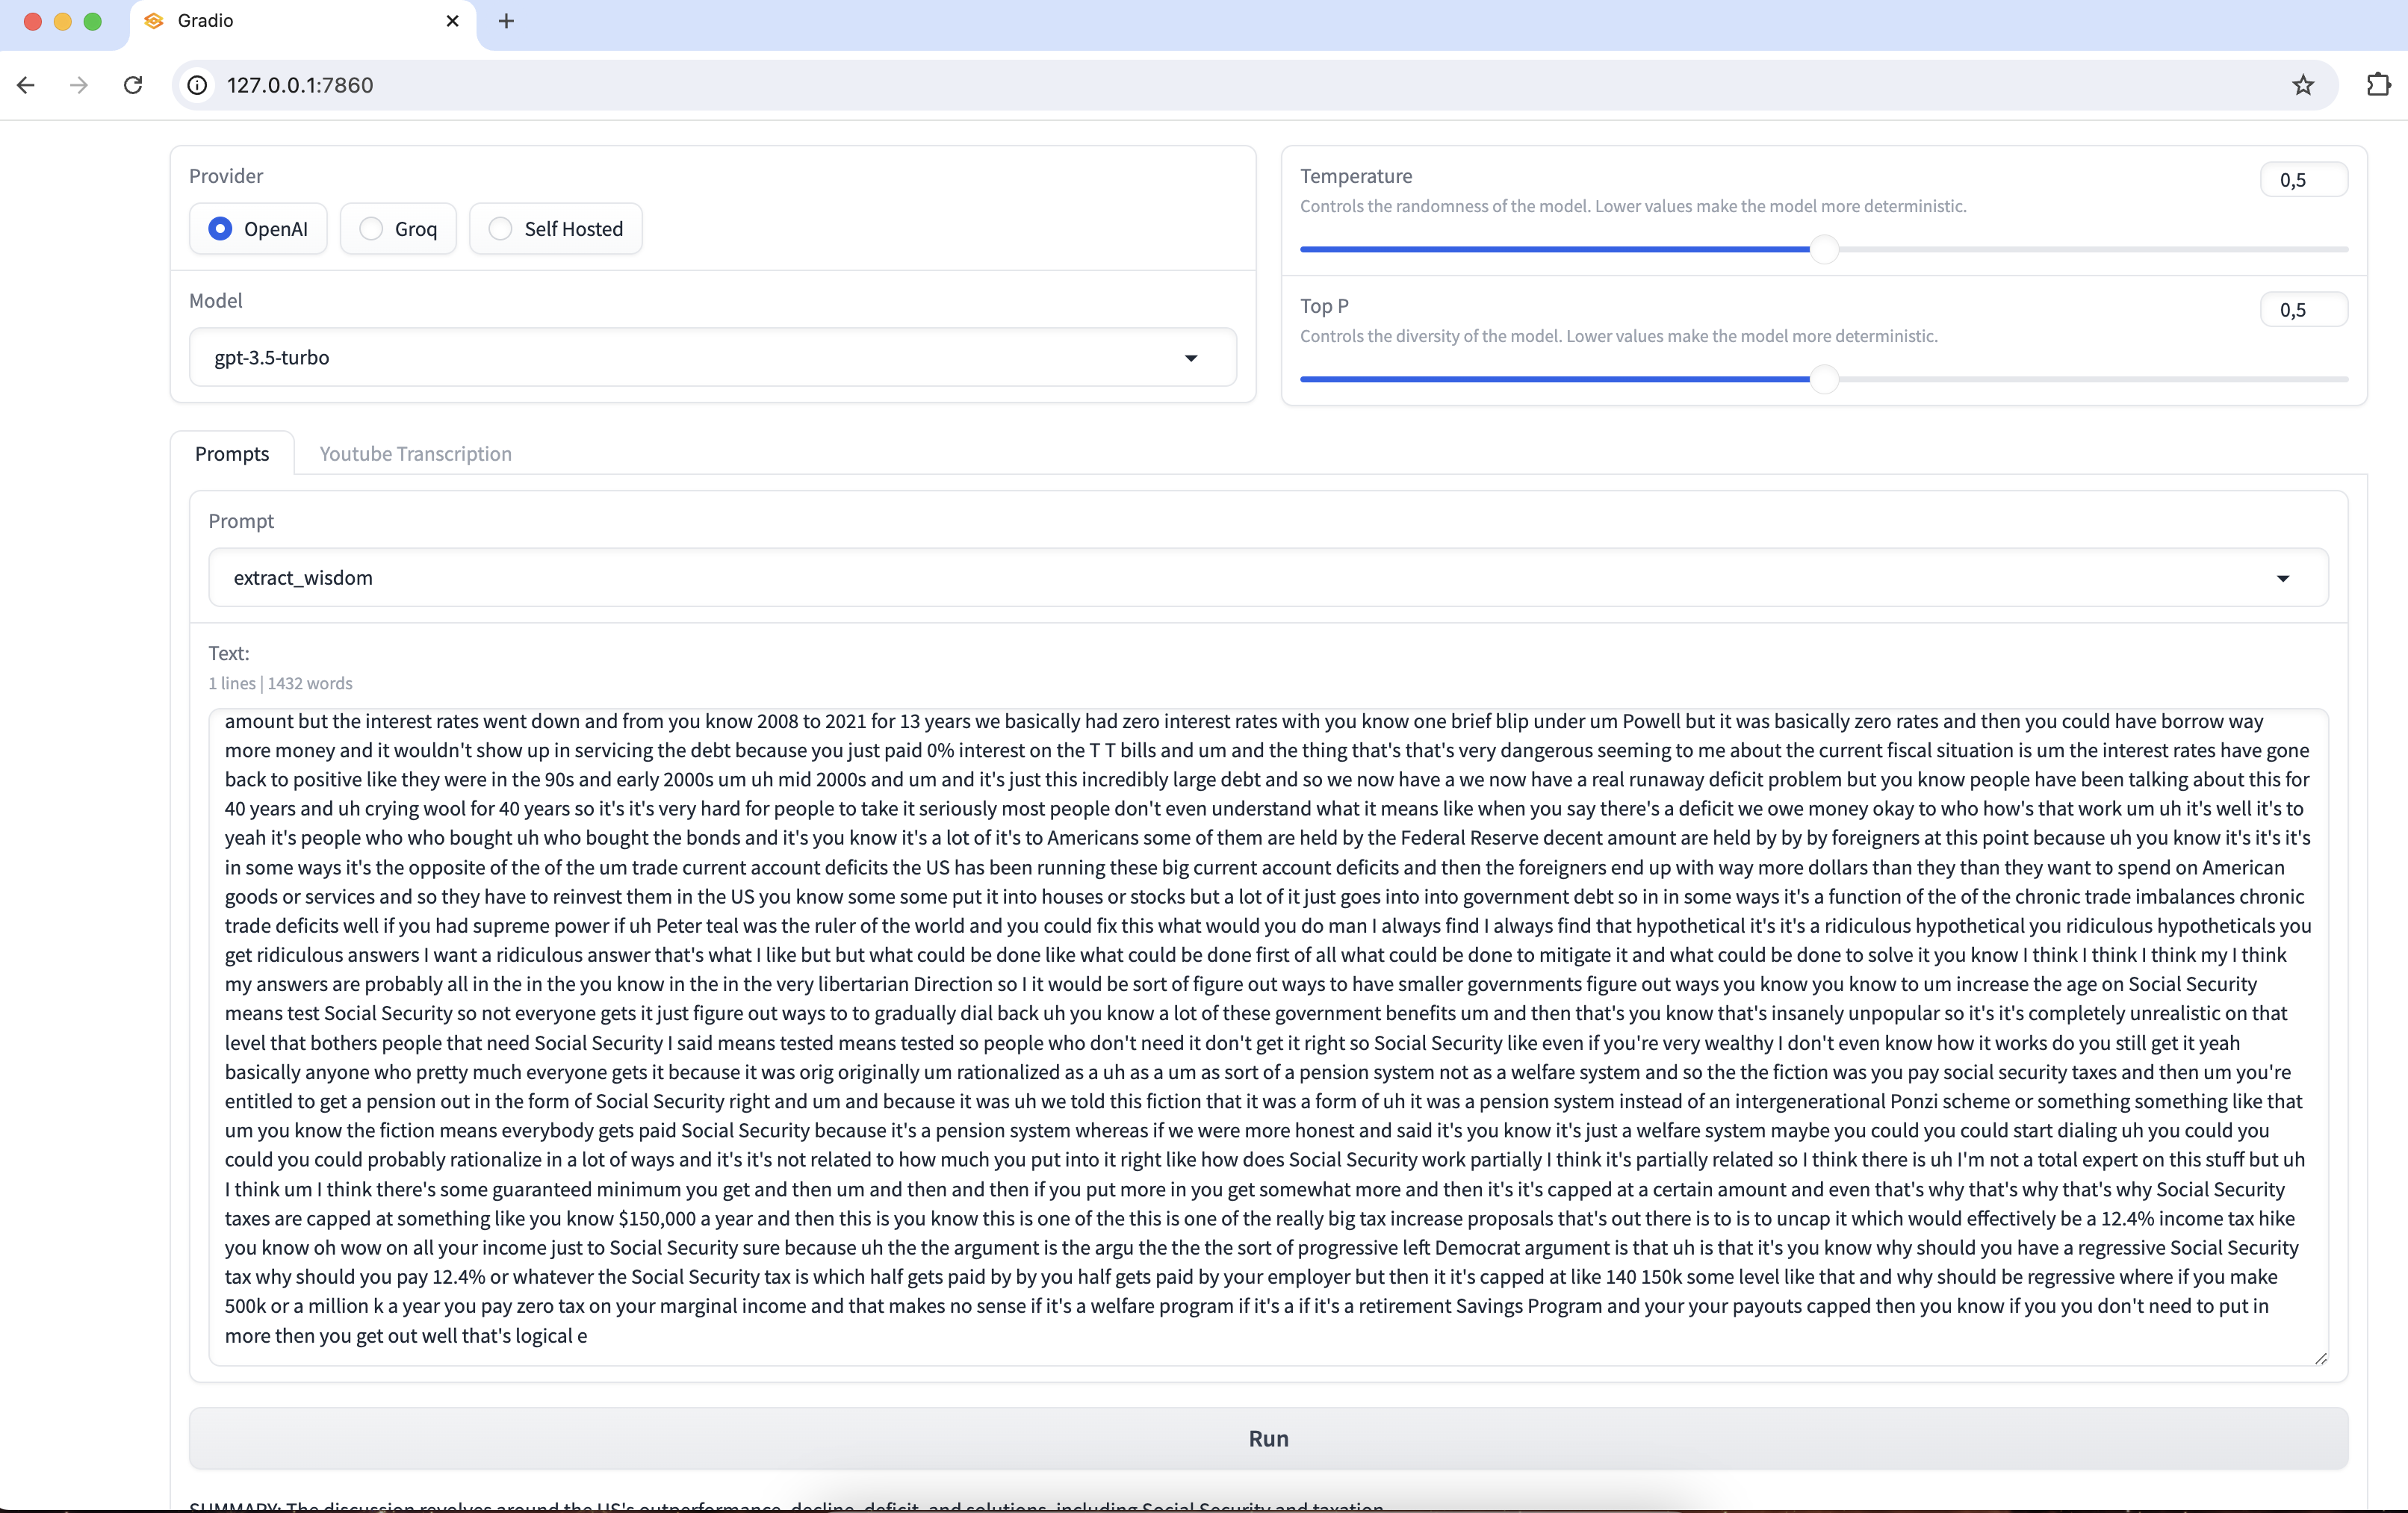 Gradio
127.0.0.1:7860
Provider
OpenAI
Groq
Self Hosted
Model
gpt-3.5-turbo
Temperature
0,5
Controls the randomness of the model. Lower values make the model more deterministic.
Top P
0,5
Controls the diversity of the model. Lower values make the model more deterministic.
Prompts
Youtube Transcription
Prompt
extract_wisdom
Text:
1 lines | 1432 words
amount but the interest rates went down and from you know 2008 to 2021 for 13 years we basically had zero interest rates with you know one brief blip under um Powell but it was basically zero rates and then you could have borrow way
more money and it wouldn't show up in servicing the debt because you just paid 0% interest on the T T bills and um and the thing that's that's very dangerous seeming to me about the current fiscal situation is um the interest rates have gone
back to positive like they were in the 90s and early 2000s um uh mid 2000s and um and it's just this incredibly large debt and so we now have a we now have a real runaway deficit problem but you know people have been talking about this for
40 years and uh crying wool for 40 years so it's it's very hard for people to take it seriously most people don't even understand what it means like when you say there's a deficit we owe money okay to who how's that work um uh it's well it's to
yeah it's people who who bought uh who bought the bonds and it's you know it's a lot of it's to Americans some of them are held by the Federal Reserve decent amount are held by by by foreigners at this point because uh you know it's it's it's
in some ways it's the opposite of the of the um trade current account deficits the US has been running these big current account deficits and then the foreigners end up with way more dollars than they than they want to spend on American
goods or services and so they have to reinvest them in the US you know some some put it into houses or stocks but a lot of it just goes into into government debt so in in some ways it's a function of the of the chronic trade imbalances chronic
trade deficits well if you had supreme power if uh Peter teal was the ruler of the world and you could fix this what would you do man I always find I always find that hypothetical it's it's a ridiculous hypothetical you ridiculous hypotheticals you
get ridiculous answers I want a ridiculous answer that's what I like but but what could be done like what could be done first of all what could be done to mitigate it and what could be done to solve it you know I think I think I think my I think
my answers are probably all in the in the you know in the in the very libertarian Direction so I it would be sort of figure out ways to have smaller governments figure out ways you know you know to um increase the age on Social Security
means test Social Security so not everyone gets it just figure out ways to to gradually dial back uh you know a lot of these government benefits um and then that's you know that's insanely unpopular so it's it's completely unrealistic on that
level that bothers people that need Social Security I said means tested means tested so people who don't need it don't get it right so Social Security like even if you're very wealthy I don't even know how it works do you still get it yeah
basically anyone who pretty much everyone gets it because it was orig originally um rationalized as a uh as a um as sort of a pension system not as a welfare system and so the the fiction was you pay social security taxes and then um you're
entitled to get a pension out in the form of Social Security right and um and because it was uh we told this fiction that it was a form of uh it was a pension system instead of an intergenerational Ponzi scheme or something something like that
um you know the fiction means everybody gets paid Social Security because it's a pension system whereas if we were more honest and said it's you know it's just a welfare system maybe you could you could start dialing uh you could you
could you could probably rationalize in a lot of ways and it's it's not related to how much you put into it right like how does Social Security work partially I think it's partially related so I think there is uh I'm not a total expert on this stuff but uh
I think um I think there's some guaranteed minimum you get and then um and then and then if you put more in you get somewhat more and then it's it's capped at a certain amount and even that's why that's why that's why Social Security
taxes are capped at something like you know $150,000 a year and then this is you know this is one of the this is one of the really big tax increase proposals that's out there is to is to uncap it which would effectively be a 12.4% income tax hike
you know oh wow on all your income just to Social Security sure because uh the the argument is the argu the the the sort of progressive left Democrat argument is that uh is that it's you know why should you have a regressive Social Security
tax why should you pay 12.4% or whatever the Social Security tax is which half gets paid by by you half gets paid by your employer but then it it's capped at like 140 150k some level like that and why should be regressive where if you make
500k or a million k a year you pay zero tax on your marginal income and that makes no sense if it's a welfare program if it's a if it's a retirement Savings Program and your your payouts capped then you know if you you don't need to put in
more then you get out well that's logical e
Run
SUMMARY: The discussion revolves around the US's outperformance, decline, deficit, and solutions, including Social Security and taxation.